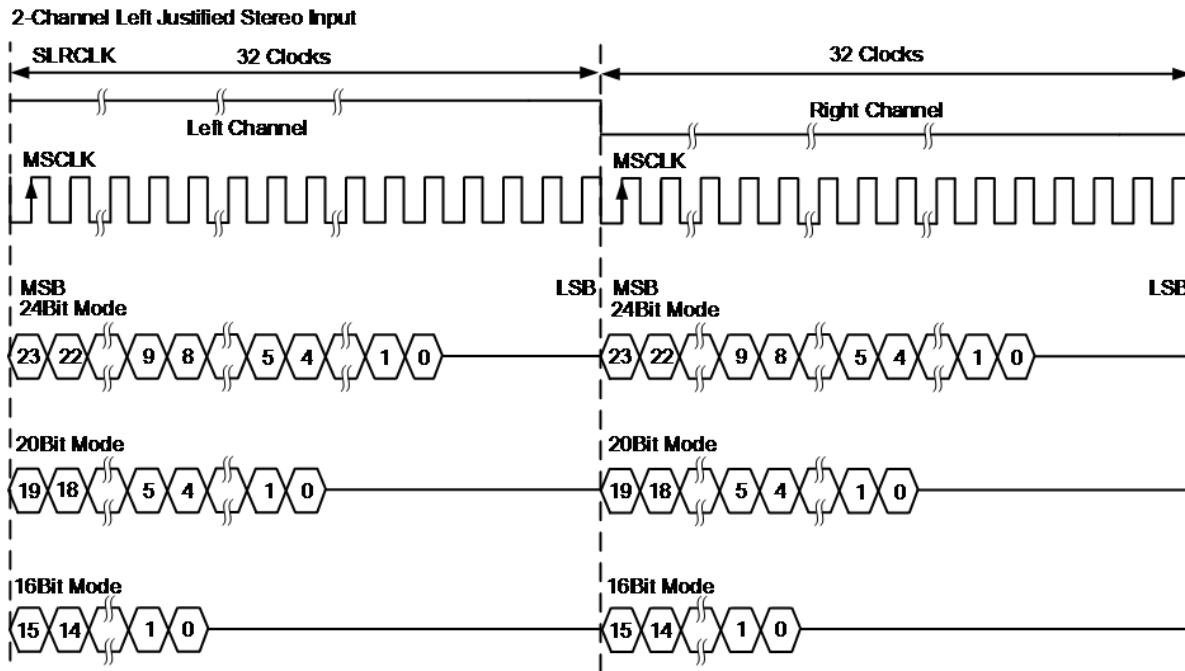 2-Channel Left Justified Stereo Input
SLRCLK 32 Clocks 32 Clocks
Left Channel Right Channel
MSCLK MSCLK
MSB LSB MSB LSB
24Bit Mode 24Bit Mode
23 22 9 8 5 4 1 0 23 22 9 8 5 4 1 0
20Bit Mode 20Bit Mode
19 18 5 4 1 0 19 18 5 4 1 0
16Bit Mode 16Bit Mode
15 14 1 0 15 14 1 0